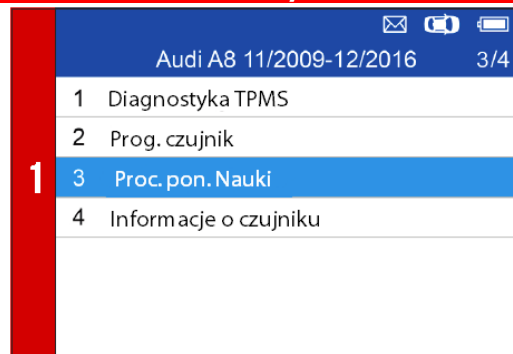 Audi A8 11/2009-12/2016 3/4
1 Diagnostyka TPMS
2 Prog. czujnik
1
3 Proc. pon. Nauki
4 Informacje o czujniku